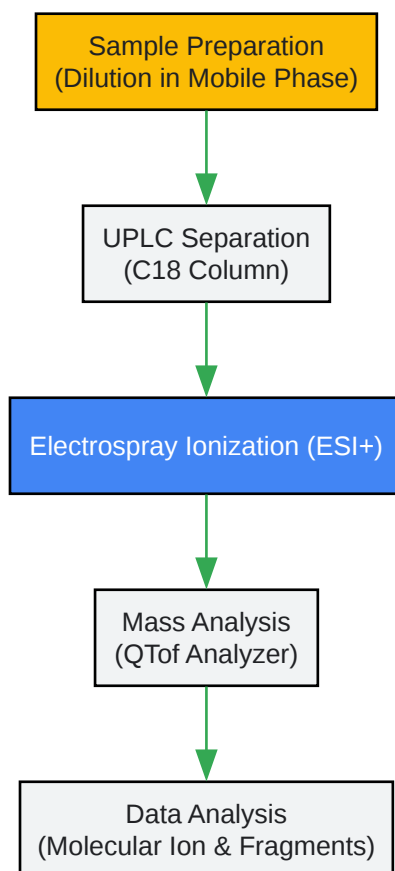 Sample Preparation
(Dilution in Mobile Phase)
UPLC Separation
(C18 Column)
Electrospray Ionization (ESI+)
Mass Analysis
(QTof Analyzer)
Data Analysis
(Molecular Ion & Fragments)